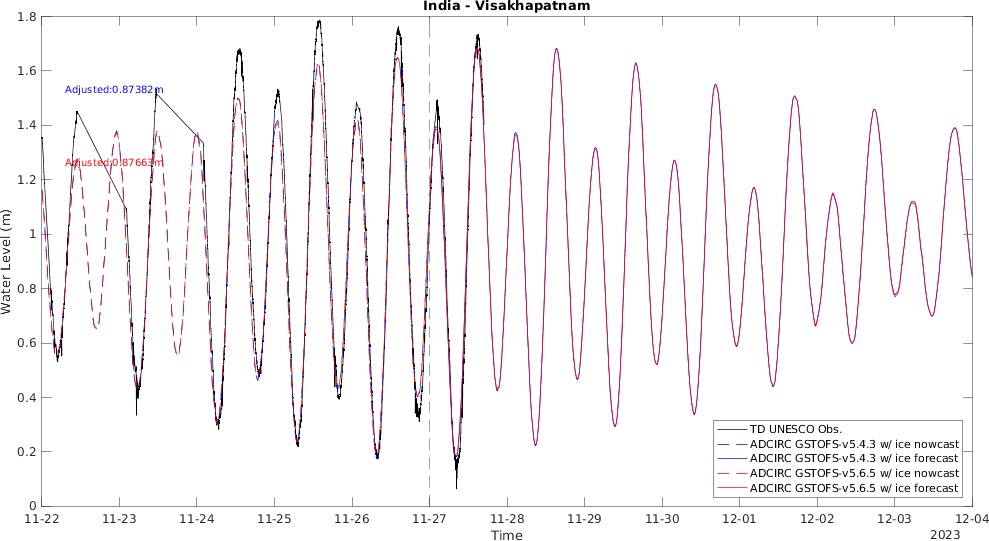 India - Visakhapatnam
1.8
1.6
1.4
1.2
1
0.8
0.6
0.4
0.2
0
Water Level (m)
Adjusted:0.87382m
Adjusted:0.87663m
TD UNESCO Obs.
ADCIRC GSTOFS-v5.4.3 w/ ice nowcast
ADCIRC GSTOFS-v5.4.3 w/ ice forecast
ADCIRC GSTOFS-v5.6.5 w/ ice nowcast
ADCIRC GSTOFS-v5.6.5 w/ ice forecast
11-22 11-23 11-24 11-25 11-26 11-27 11-28 11-29 11-30 12-01 12-02 12-03 12-04
Time
2023